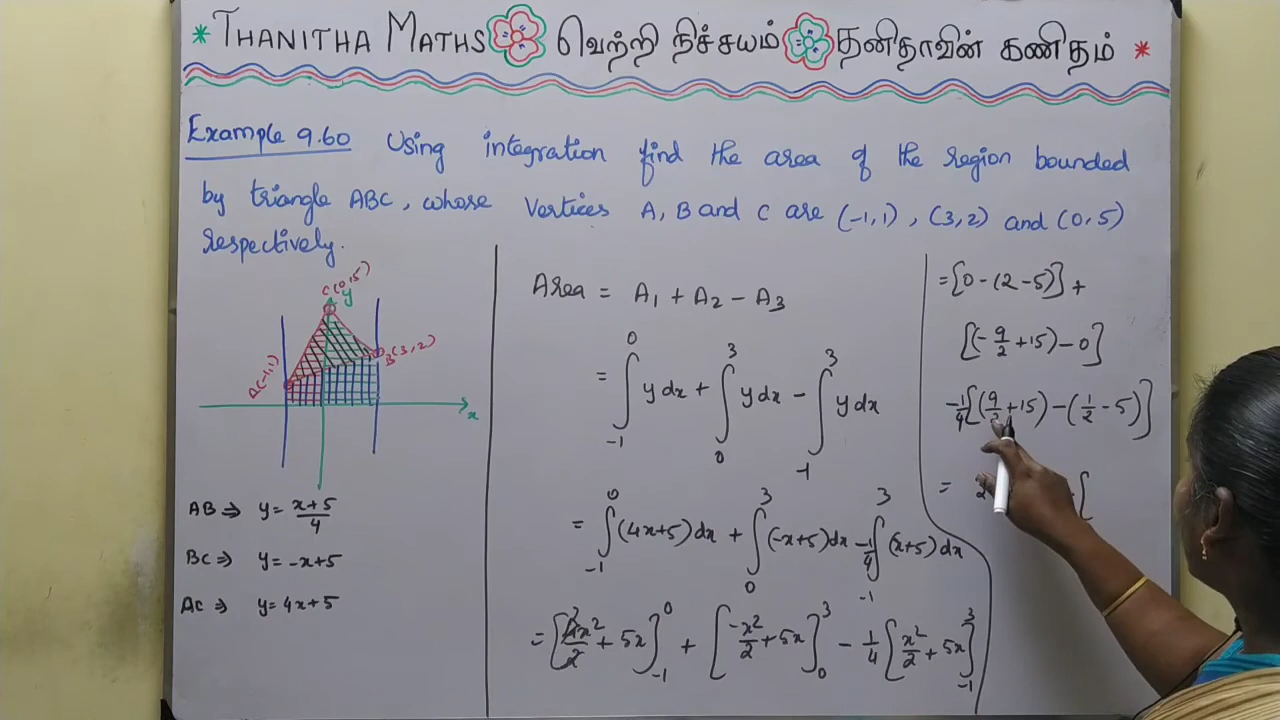 * THANITHA MATHS வெற்றி நிச்சயம் தனிதாவின் கணிதம் *
Example 9.60 Using integration find the area of the region bounded
by triangle ABC, whose vertices A, B and C are (-1,1), (3,2) and (0,5)
respectively.
C(0,5)
y
B(3,2)
A(-1,1)
x
AB ⇒ y = (x+5)/4
BC ⇒ y = -x+5
AC ⇒ y = 4x+5
Area = A₁ + A₂ - A₃
= ∫₋₁⁰ y dx + ∫₀³ y dx - ∫₋₁³ y dx
= ∫₋₁⁰ (4x+5) dx + ∫₀³ (-x+5) dx - 1/4 ∫₋₁³ (x+5) dx
= [4x²/2 + 5x]₋₁⁰ + [-x²/2 + 5x]₀³ - 1/4 [x²/2 + 5x]₋₁³
= [0 - (2-5)] +
[(-9/2 + 15) - 0]
-1/4 [(9/2 + 15) - (1/2 - 5)]
=